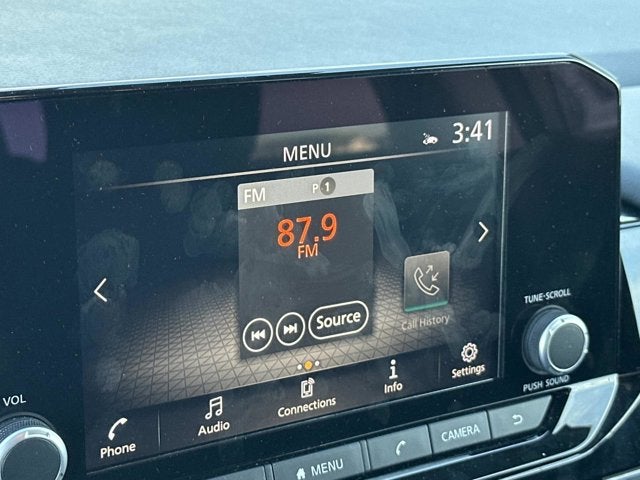 MENU 3:41
FM P 1
87.9
FM
Source
Call History
TUNE·SCROLL
PUSH SOUND
VOL
Phone Audio Connections Info Settings
MENU CAMERA